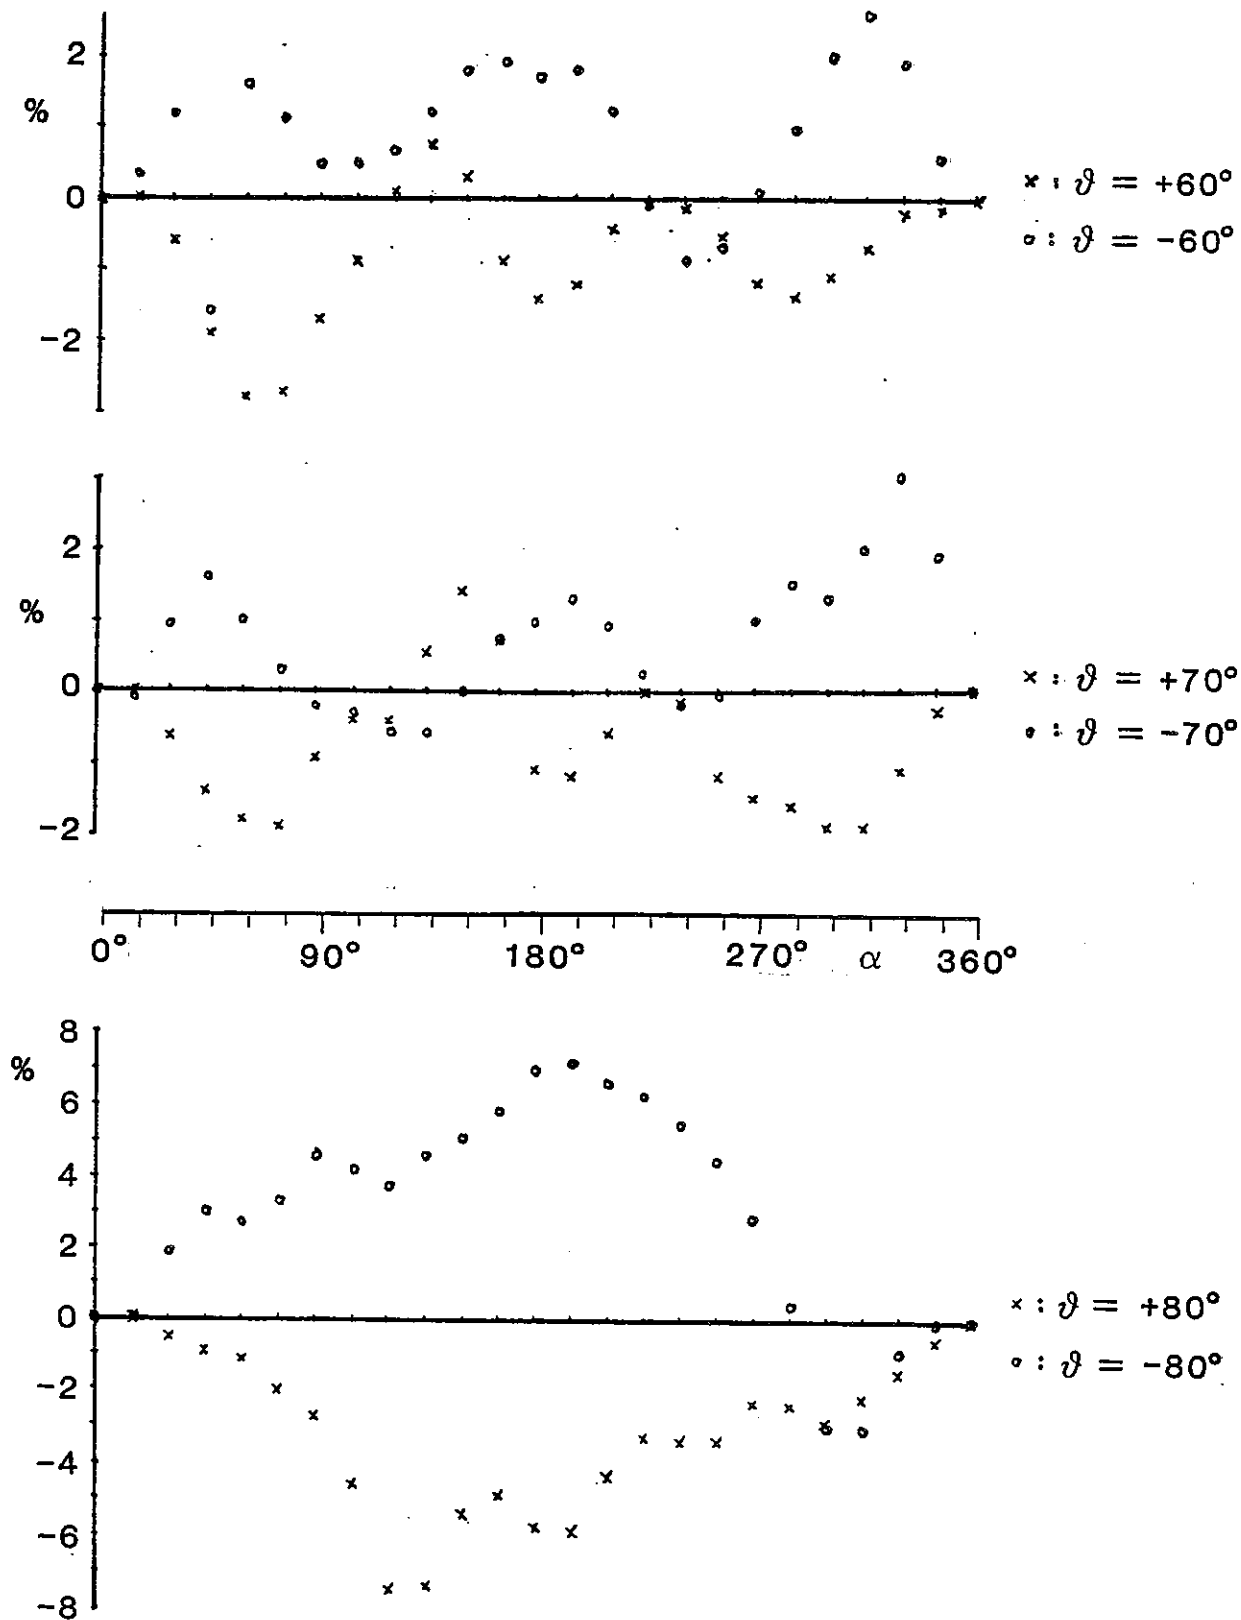 2
%
0
-2
× : ϑ = +60°
o : ϑ = -60°
2
%
0
-2
× : ϑ = +70°
o : ϑ = -70°
0° 90° 180° 270° α 360°
8
%
6
4
2
0
-2
-4
-6
-8
× : ϑ = +80°
o : ϑ = -80°